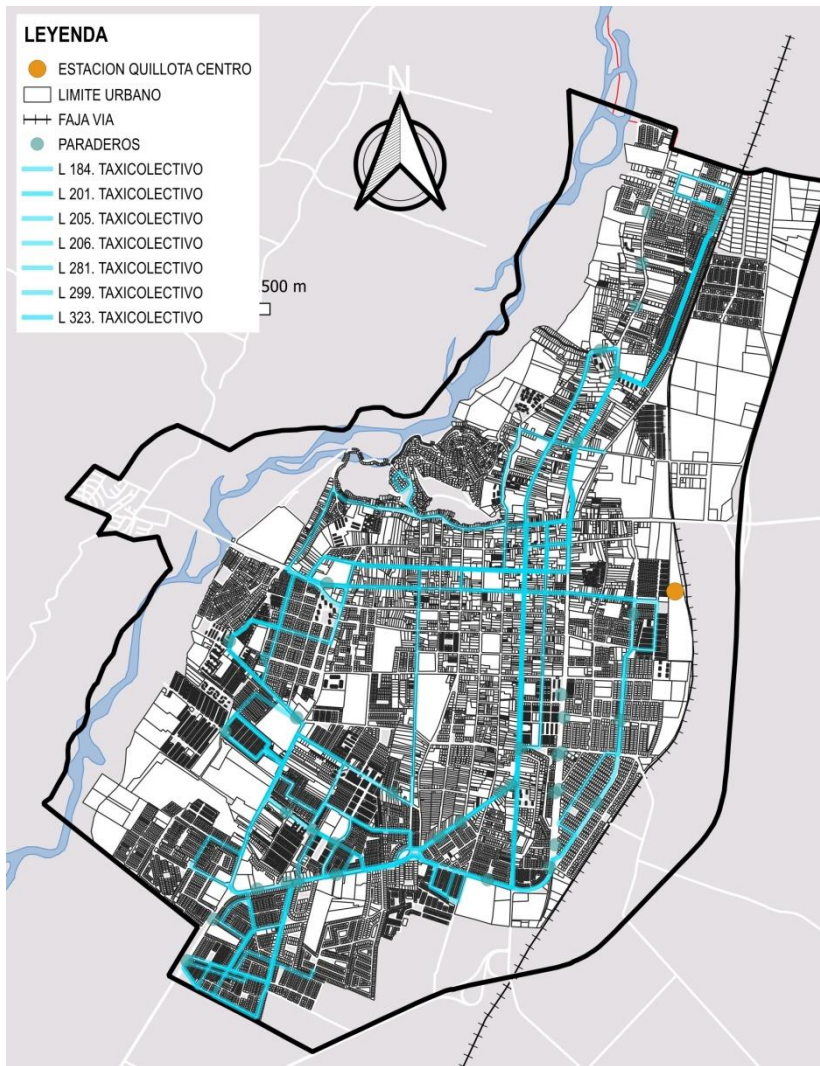 LEYENDA
ESTACION QUILLOTA CENTRO
LIMITE URBANO
FAJA VIA
PARADEROS
L 184. TAXICOLECTIVO
L 201. TAXICOLECTIVO
L 205. TAXICOLECTIVO
L 206. TAXICOLECTIVO
L 281. TAXICOLECTIVO
L 299. TAXICOLECTIVO
L 323. TAXICOLECTIVO
N
500 m